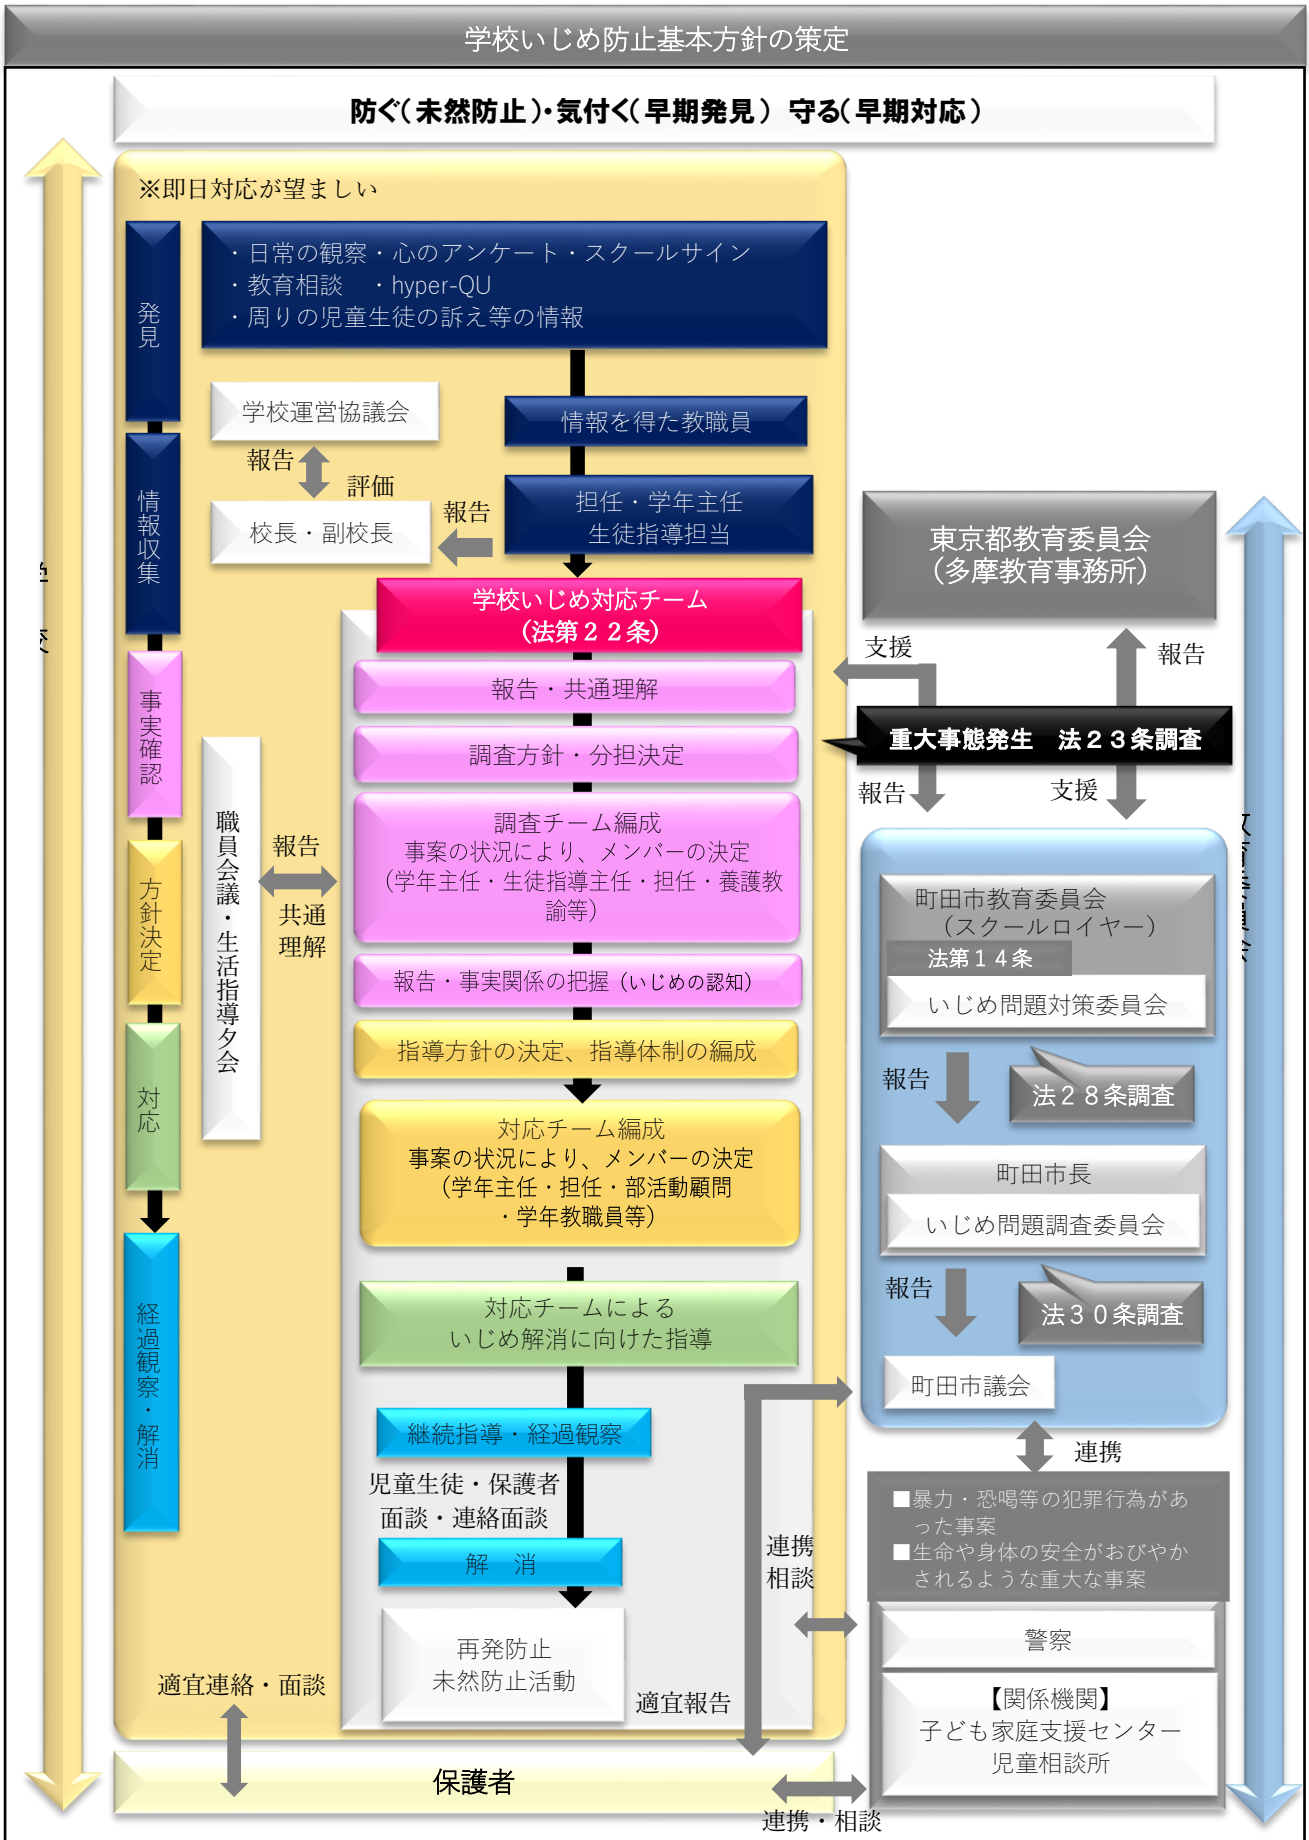 学校いじめ防止基本方針の策定
防ぐ(未然防止)・気付く(早期発見) 守る(早期対応)
※即日対応が望ましい
発見
・日常の観察・心のアンケート・スクールサイン
・教育相談　・hyper-QU
・周りの児童生徒の訴え等の情報
情報収集
学校運営協議会
報告
評価
校長・副校長
報告
情報を得た教職員
担任・学年主任
生徒指導担当
学校いじめ対応チーム
(法第２２条)
事実確認
報告・共通理解
調査方針・分担決定
調査チーム編成
事案の状況により、メンバーの決定
（学年主任・生徒指導主任・担任・養護教
諭等）
報告・事実関係の把握（いじめの認知）
職員会議・生活指導夕会
報告
共通
理解
方針決定
指導方針の決定、指導体制の編成
対応チーム編成
事案の状況により、メンバーの決定
（学年主任・担任・部活動顧問
・学年教職員等）
対応
対応チームによる
いじめ解消に向けた指導
経過観察・解消
継続指導・経過観察
児童生徒・保護者
面談・連絡面談
解　消
再発防止
未然防止活動
適宜連絡・面談
適宜報告
保護者
東京都教育委員会
（多摩教育事務所）
支援
報告
重大事態発生　法２３条調査
報告
支援
町田市教育委員会
（スクールロイヤー）
法第１４条
いじめ問題対策委員会
報告
法２８条調査
町田市長
いじめ問題調査委員会
報告
法３０条調査
町田市議会
連携
■暴力・恐喝等の犯罪行為があ
った事案
■生命や身体の安全がおびやか
されるような重大な事案
連携
相談
警察
【関係機関】
子ども家庭支援センター
児童相談所
連携・相談